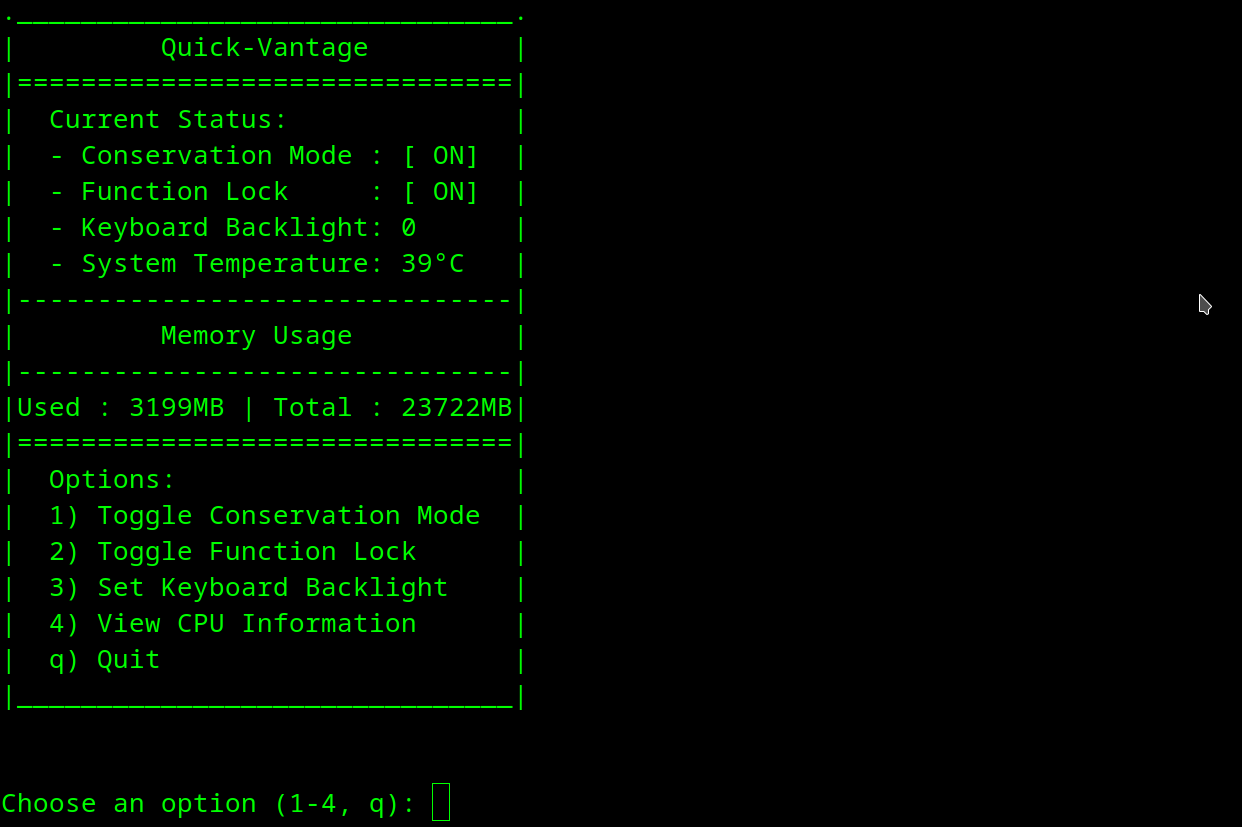 ._______________________________.
|         Quick-Vantage         |
|===============================|
|  Current Status:              |
|  - Conservation Mode : [ ON]  |
|  - Function Lock     : [ ON]  |
|  - Keyboard Backlight: 0      |
|  - System Temperature: 39°C   |
|-------------------------------|
|         Memory Usage          |
|-------------------------------|
|Used : 3199MB | Total : 23722MB|
|===============================|
|  Options:                     |
|  1) Toggle Conservation Mode  |
|  2) Toggle Function Lock      |
|  3) Set Keyboard Backlight    |
|  4) View CPU Information      |
|  q) Quit                      |
|_______________________________|
Choose an option (1-4, q):